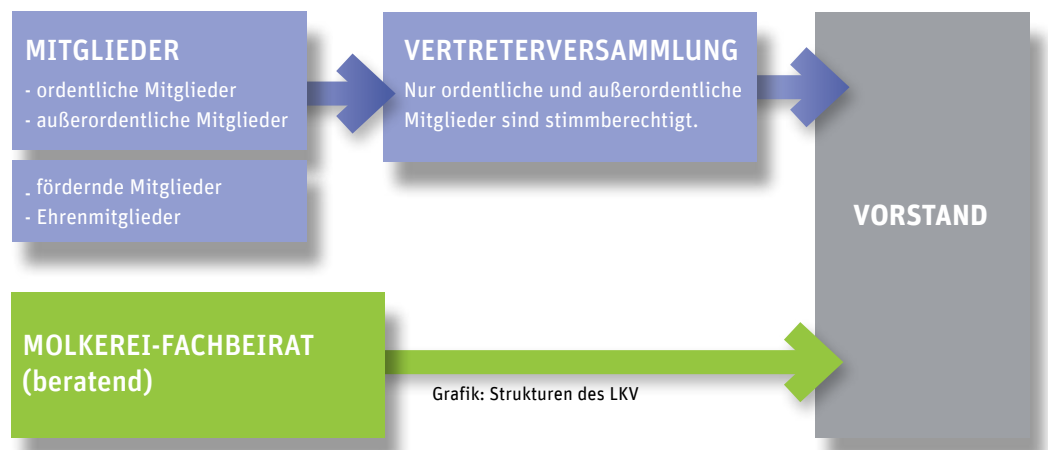 MITGLIEDER
- ordentliche Mitglieder
- außerordentliche Mitglieder
- fördernde Mitglieder
- Ehrenmitglieder
VERTRETERVERSAMMLUNG
Nur ordentliche und außerordentliche
Mitglieder sind stimmberechtigt.
VORSTAND
MOLKEREI-FACHBEIRAT
(beratend)
Grafik: Strukturen des LKV